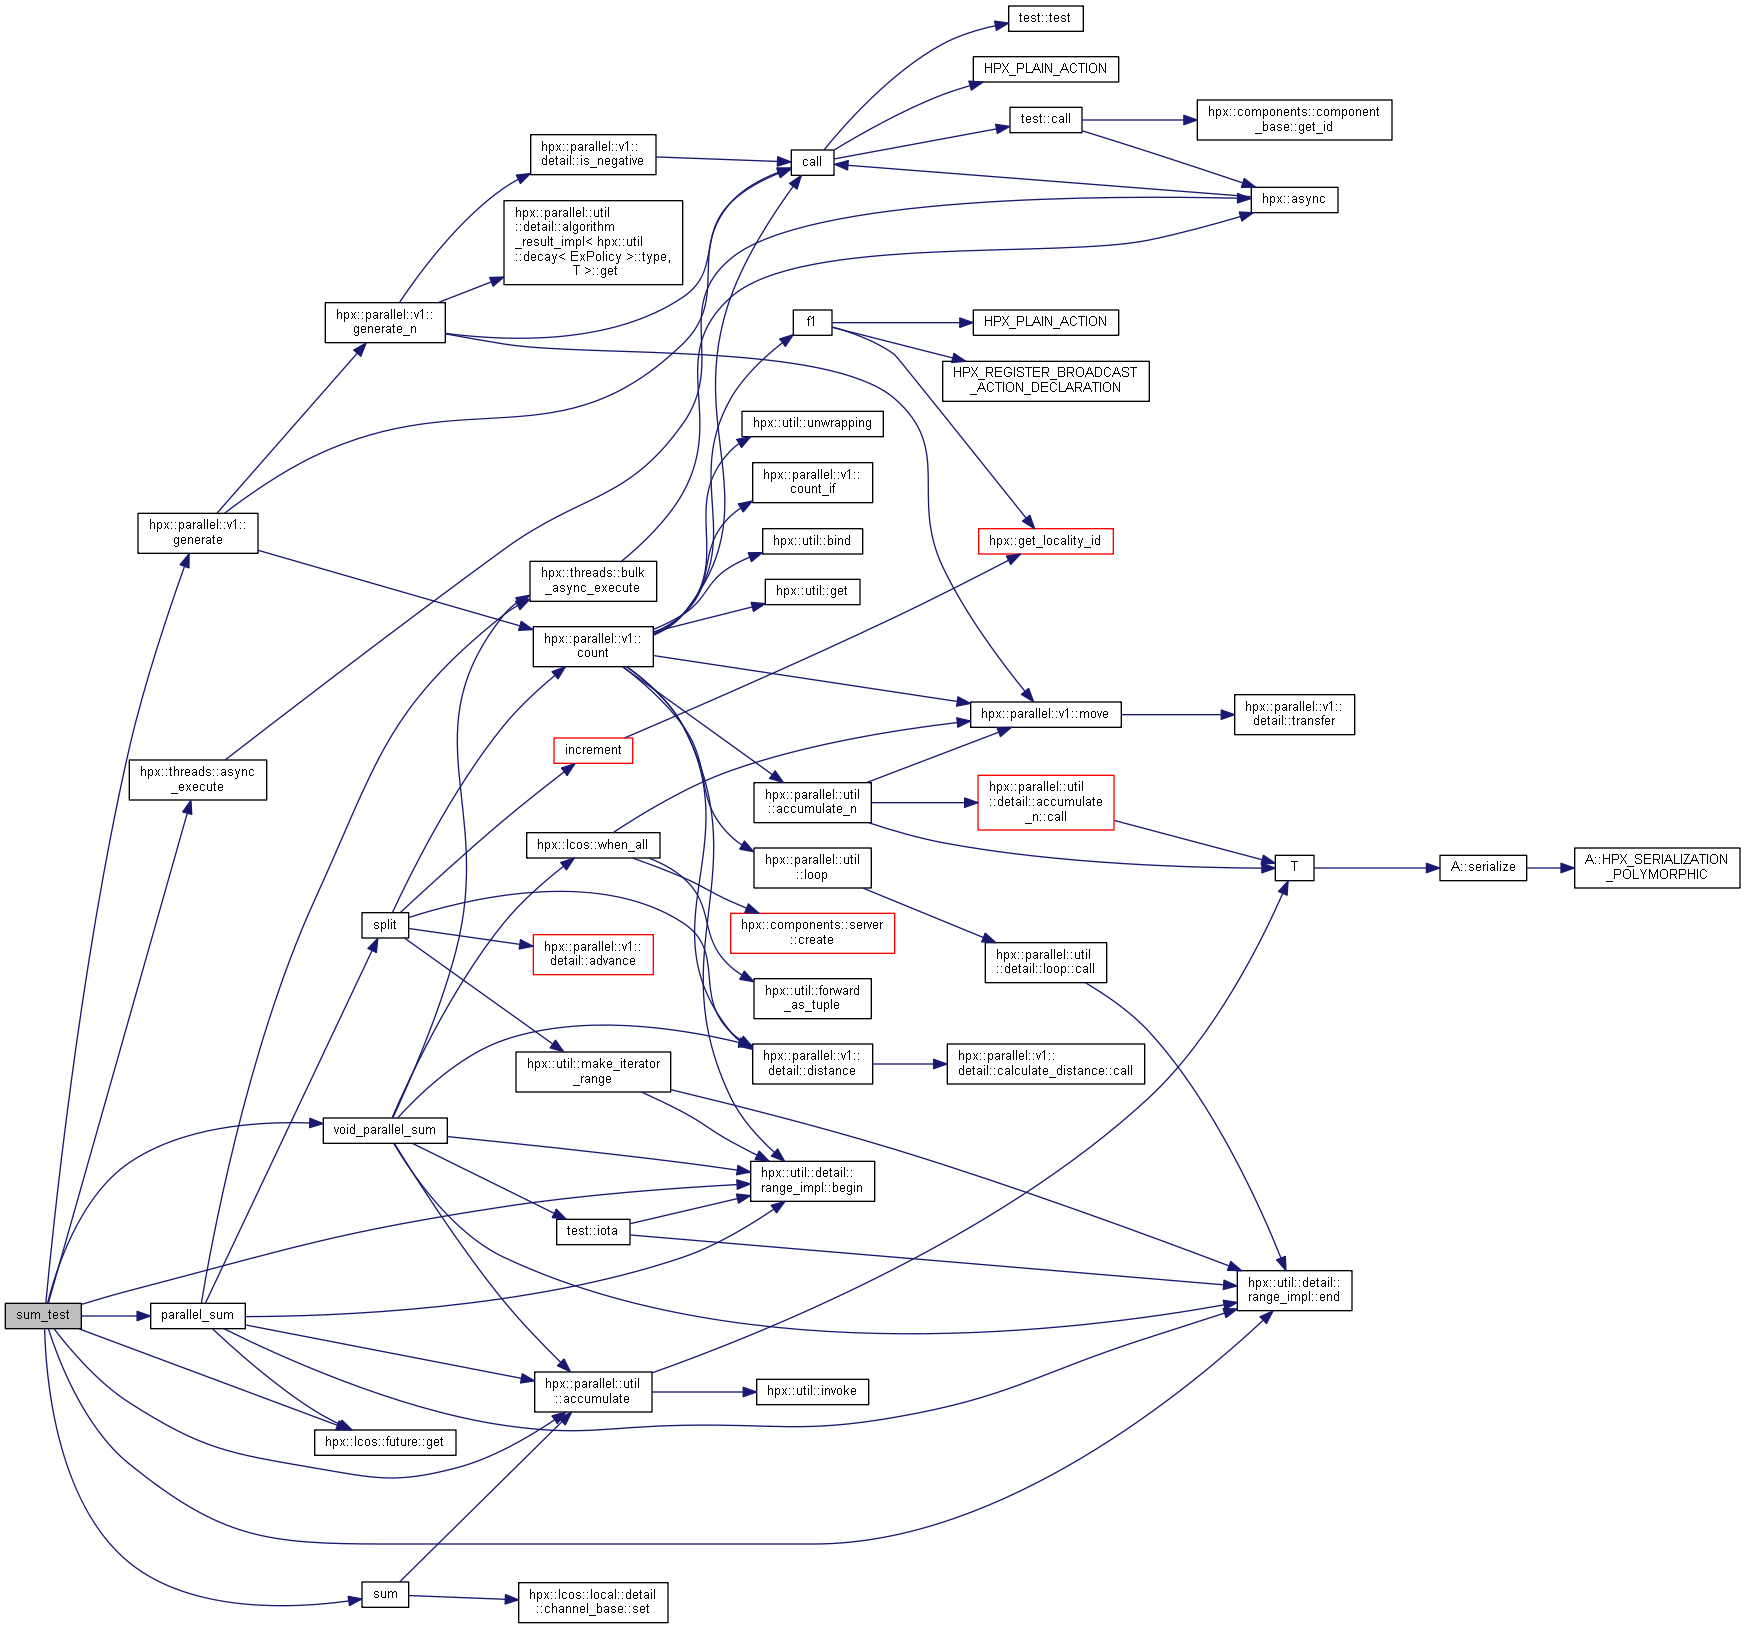 test::test
HPX_PLAIN_ACTION
hpx::components::component
_base::get_id
test::call
hpx::parallel::v1::
detail::is_negative
call
hpx::async
hpx::parallel::util
::detail::algorithm
_result_impl< hpx::util
::decay< ExPolicy >::type,
T >::get
hpx::parallel::v1::
generate_n
f1
HPX_PLAIN_ACTION
HPX_REGISTER_BROADCAST
_ACTION_DECLARATION
hpx::util::unwrapping
hpx::parallel::v1::
count_if
hpx::parallel::v1::
generate
hpx::util::bind
hpx::get_locality_id
hpx::threads::bulk
_async_execute
hpx::util::get
hpx::parallel::v1::
count
hpx::parallel::v1::move
hpx::parallel::v1::
detail::transfer
increment
hpx::threads::async
_execute
hpx::parallel::util
::accumulate_n
hpx::parallel::util
::detail::accumulate
_n::call
hpx::lcos::when_all
hpx::parallel::util
::loop
T
A::serialize
A::HPX_SERIALIZATION
_POLYMORPHIC
split
hpx::components::server
::create
hpx::parallel::v1::
detail::advance
hpx::parallel::util
::detail::loop::call
hpx::util::forward
_as_tuple
hpx::util::make_iterator
_range
hpx::parallel::v1::
detail::distance
hpx::parallel::v1::
detail::calculate_distance::call
void_parallel_sum
hpx::util::detail::
range_impl::begin
test::iota
hpx::util::detail::
range_impl::end
sum_test
parallel_sum
hpx::parallel::util
::accumulate
hpx::util::invoke
hpx::lcos::future::get
sum
hpx::lcos::local::detail
::channel_base::set